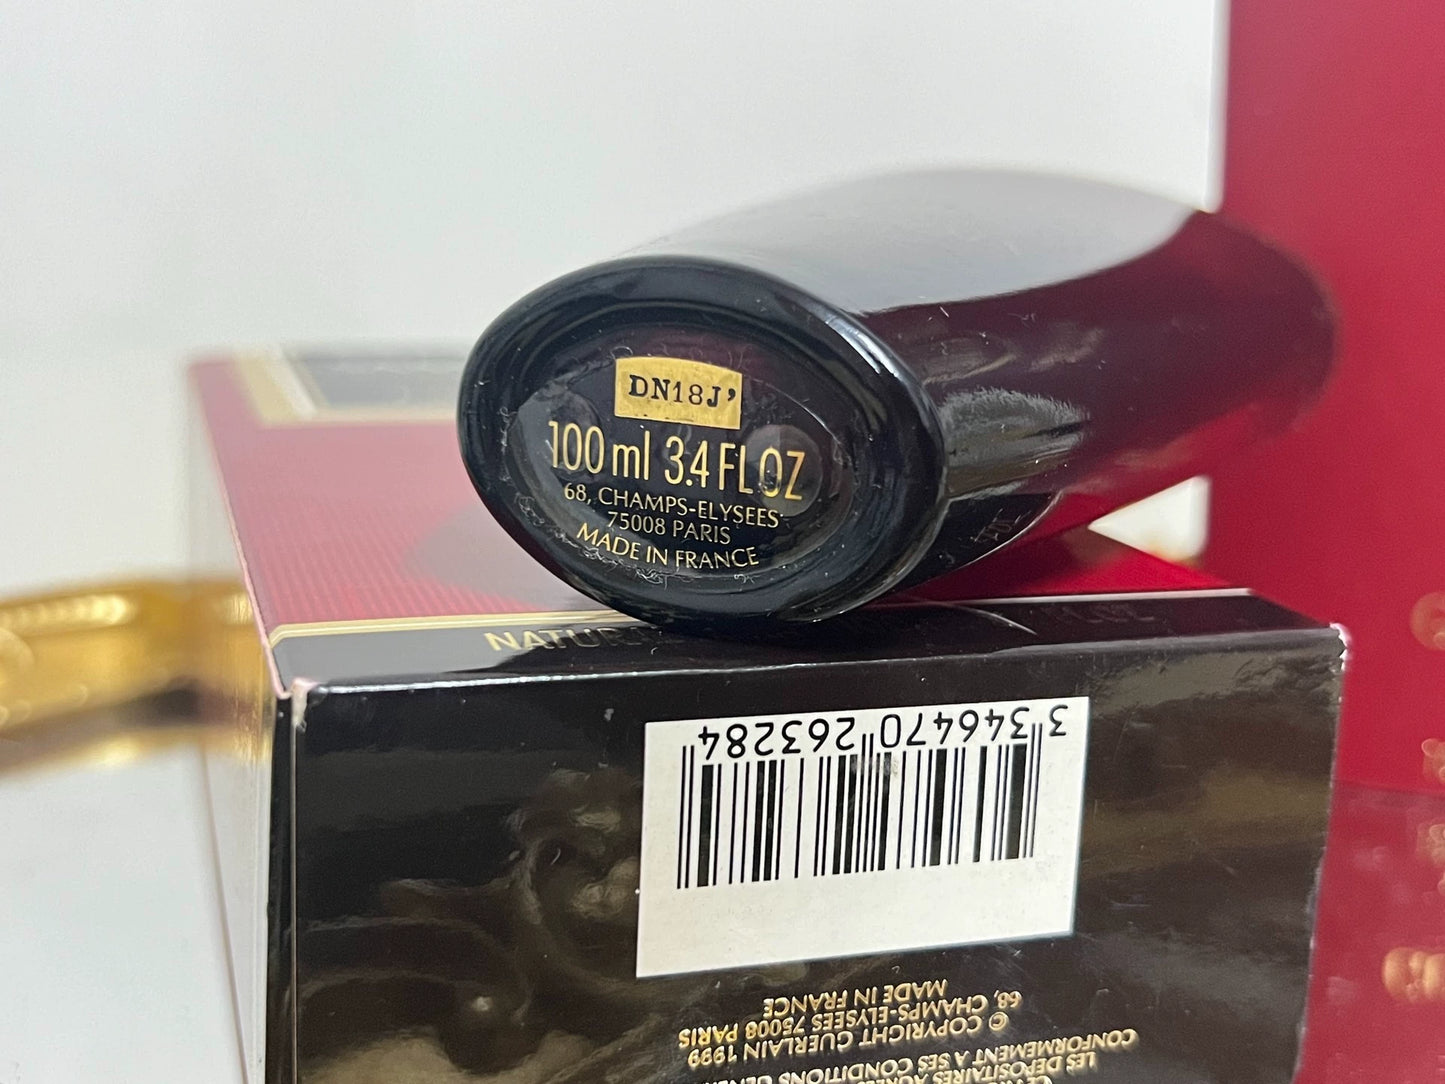 DN18J'
100 ml 3.4 FL OZ
68, CHAMPS-ELYSEES
75008 PARIS
MADE IN FRANCE
3 346470 263284
MADE IN FRANCE
68, CHAMPS-ELYSEES 75008 PARIS
© COPYRIGHT GUERLAIN 1999
CONFORMEMENT A SES CONDITIONS
LES DEPOSITAIRES AGREES